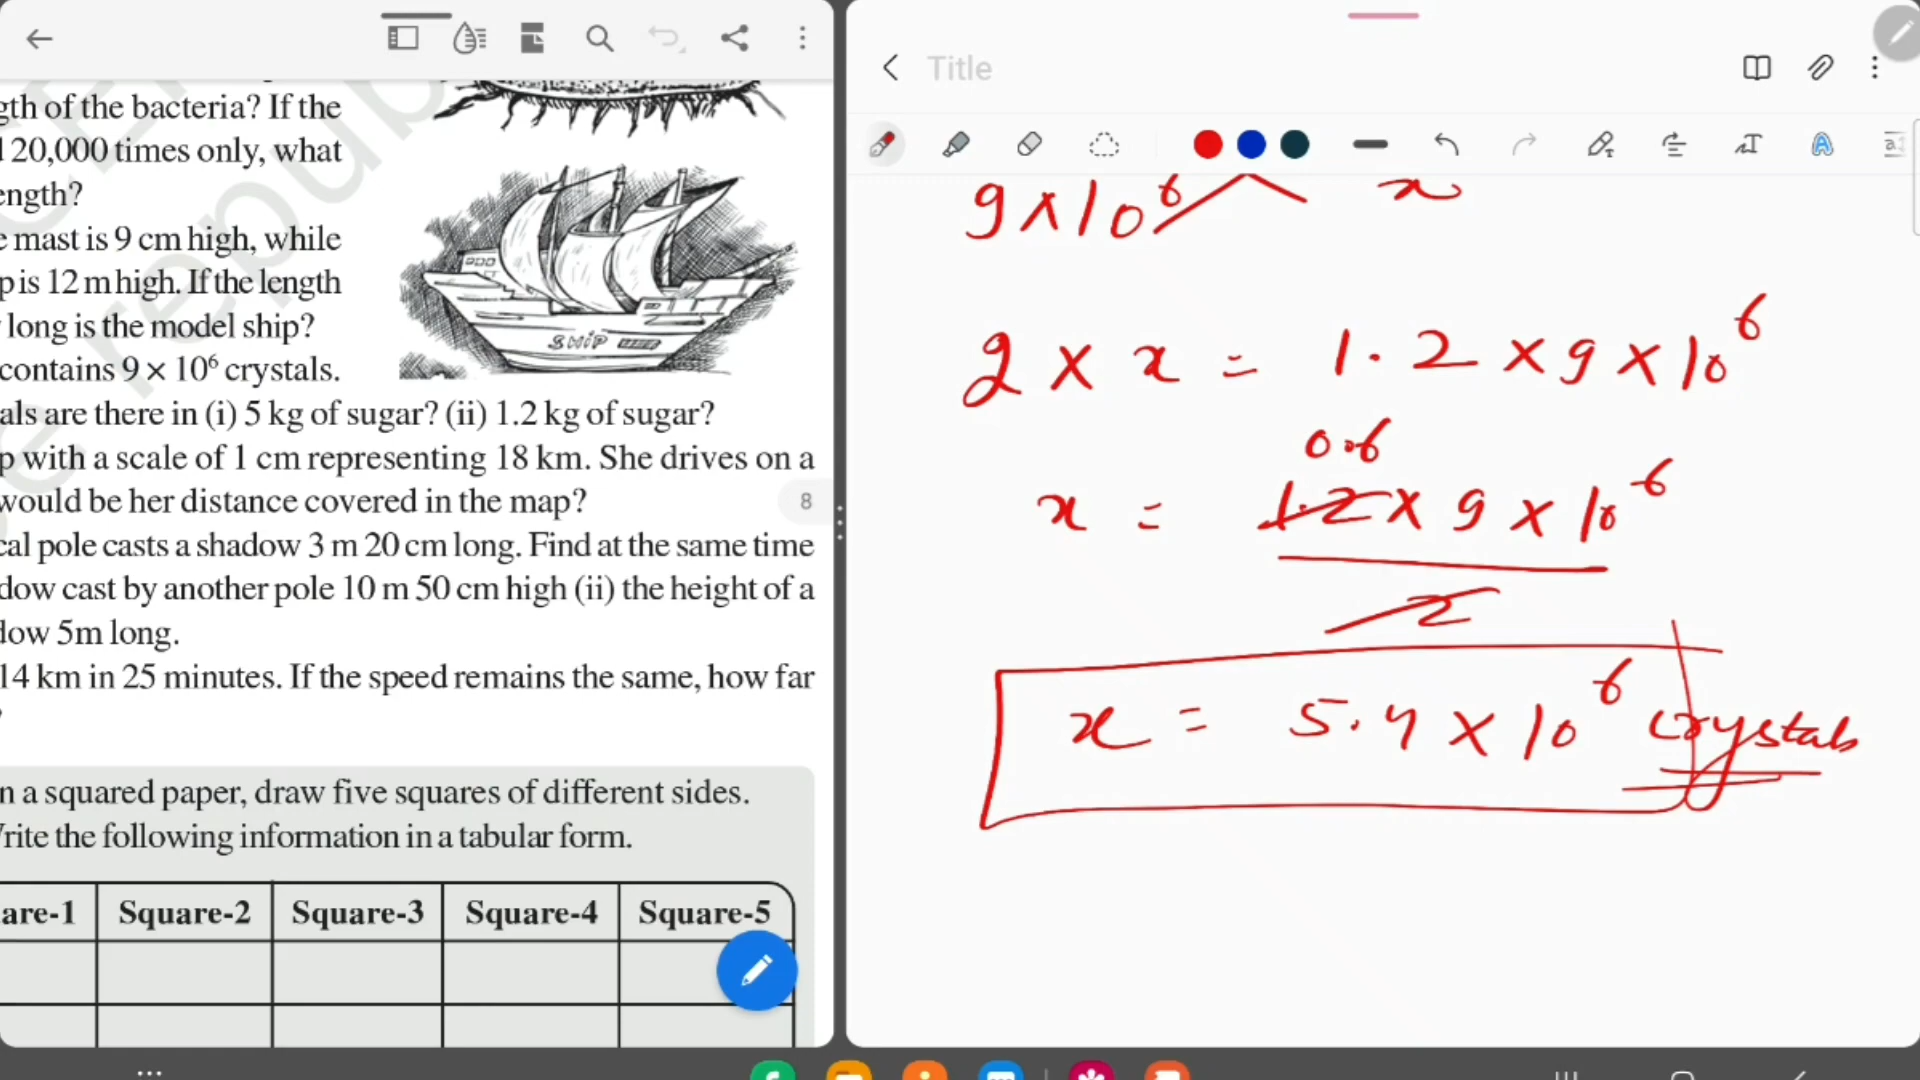 gth of the bacteria? If the
20,000 times only, what
ength?
e mast is 9 cm high, while
p is 12 m high. If the length
long is the model ship?
contains 9 × 10⁶ crystals.
als are there in (i) 5 kg of sugar? (ii) 1.2 kg of sugar?
p with a scale of 1 cm representing 18 km. She drives on a
would be her distance covered in the map?
8
cal pole casts a shadow 3 m 20 cm long. Find at the same time
dow cast by another pole 10 m 50 cm high (ii) the height of a
dow 5m long.
14 km in 25 minutes. If the speed remains the same, how far
n a squared paper, draw five squares of different sides.
rite the following information in a tabular form.
are-1 Square-2 Square-3 Square-4 Square-5
SHIP
republ
Title
9 × 10⁶ x
2 × x = 1.2 × 9 × 10⁶
0.6
x = 1.2 × 9 × 10⁶
2
x = 5.4 × 10⁶ crystals